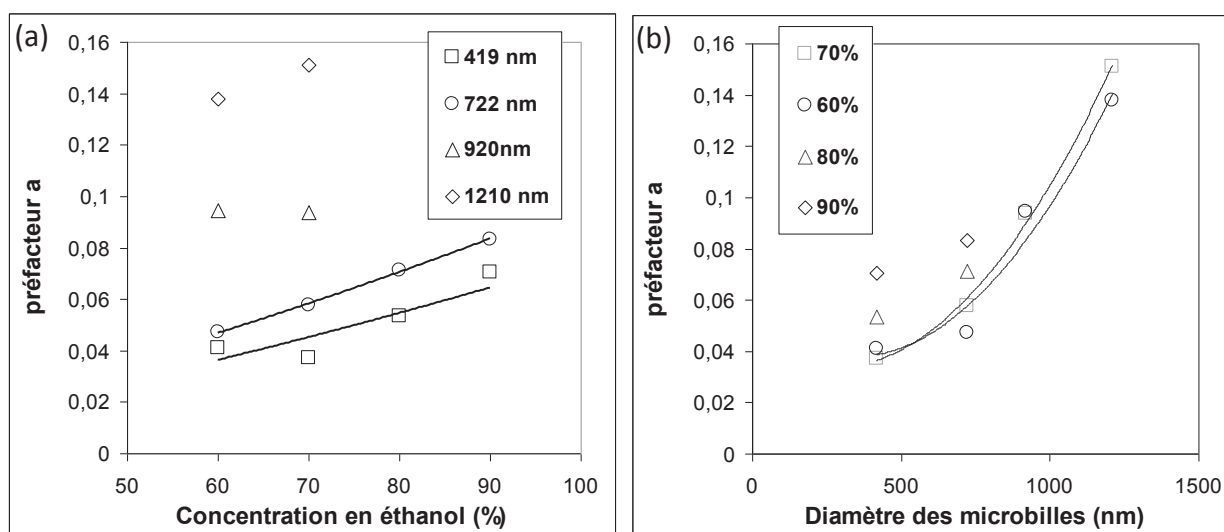 (a)
préfacteur a
0,16
0,14
0,12
0,1
0,08
0,06
0,04
0,02
0
50 60 70 80 90 100
Concentration en éthanol (%)
419 nm
722 nm
920nm
1210 nm
(b)
préfacteur a
0,16
0,14
0,12
0,1
0,08
0,06
0,04
0,02
0
0 500 1000 1500
Diamètre des microbilles (nm)
70%
60%
80%
90%